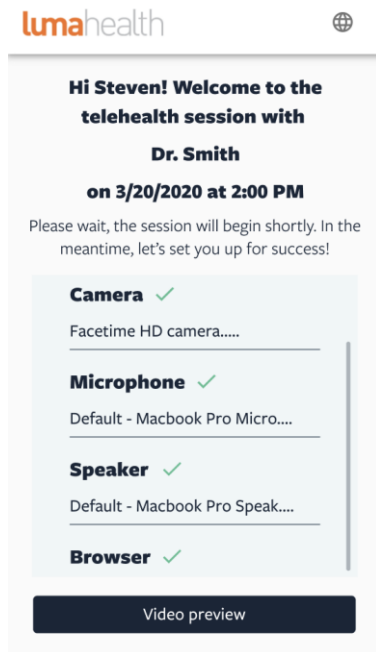 lumahealth
Hi Steven! Welcome to the
telehealth session with
Dr. Smith
on 3/20/2020 at 2:00 PM
Please wait, the session will begin shortly. In the
meantime, let's set you up for success!
Camera
Facetime HD camera.....
Microphone
Default - Macbook Pro Micro....
Speaker
Default - Macbook Pro Speak....
Browser
Video preview